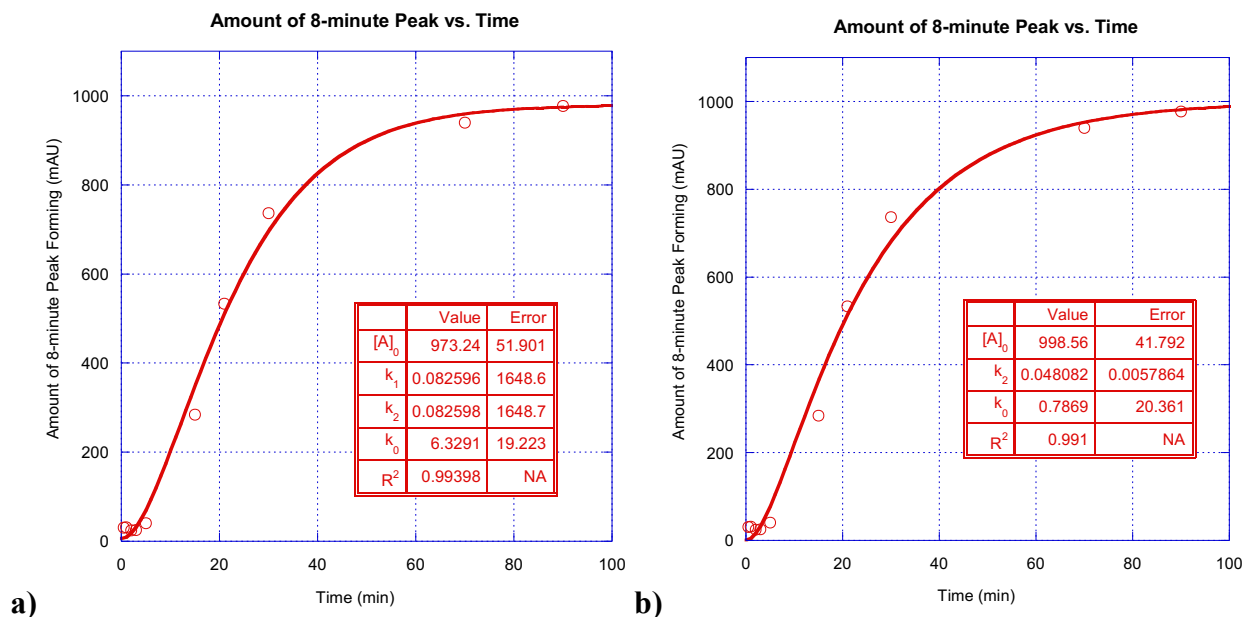 Amount of 8-minute Peak vs. Time
Amount of 8-minute Peak Forming (mAU)
1000
800
600
400
200
0
0 20 40 60 80 100
Time (min)
Value Error
[A]0 973.24 51.901
k1 0.082596 1648.6
k2 0.082598 1648.7
k0 6.3291 19.223
R2 0.99398 NA
a)
Amount of 8-minute Peak vs. Time
Amount of 8-minute Peak Forming (mAU)
1000
800
600
400
200
0
0 20 40 60 80 100
Time (min)
Value Error
[A]0 998.56 41.792
k2 0.048082 0.0057864
k0 0.7869 20.361
R2 0.991 NA
b)